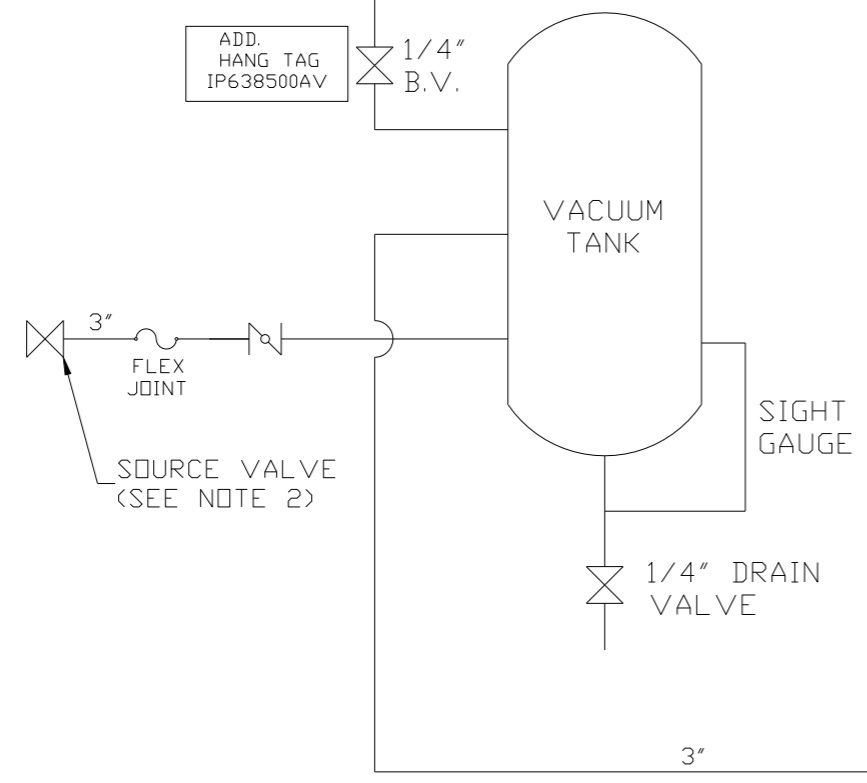 ADD.
HANG TAG
IP638500AV
1/4"
B.V.
VACUUM
TANK
3"
FLEX
JOINT
SIGHT
GAUGE
SOURCE VALVE
(SEE NOTE 2)
1/4" DRAIN
VALVE
3"